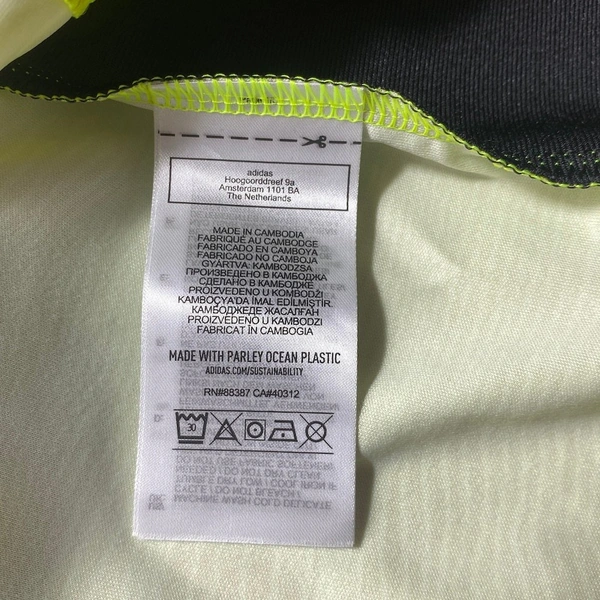 adidas
Hoogoorddreef 9a
Amsterdam 1101 BA
The Netherlands
MADE IN CAMBODIA
FABRIQUÉ AU CAMBODGE
FABRICADO EN CAMBOYA
FABRICADO NO CAMBOJA
GYÁRTVA: KAMBODZSA
ПРОИЗВЕДЕНО В КАМБОДЖА
СДЕЛАНО В КАМБОДЖЕ
PROIZVEDENO U KOMBODŽI
KAMBOÇYA'DA İMAL EDİLMİŞTİR.
КАМБОДЖЕДЕ ЖАСАЛҒАН
PROIZVEDENO U KAMBODŽI
FABRICAT ÎN CAMBOGIA
MADE WITH PARLEY OCEAN PLASTIC
ADIDAS.COM/SUSTAINABILITY
RN#88387 CA#40312
30